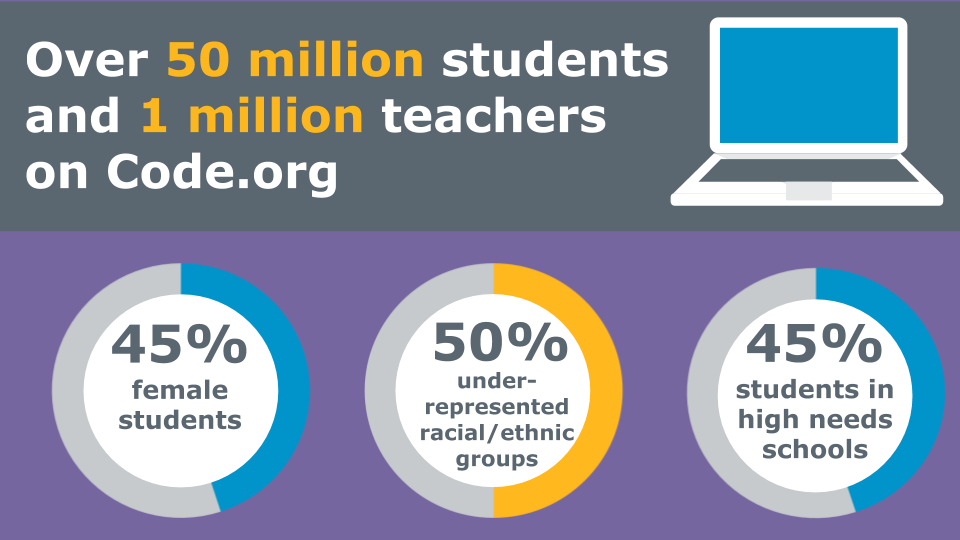 Over 50 million students
and 1 million teachers
on Code.org
45%
female
students
50%
under-
represented
racial/ethnic
groups
45%
students in
high needs
schools